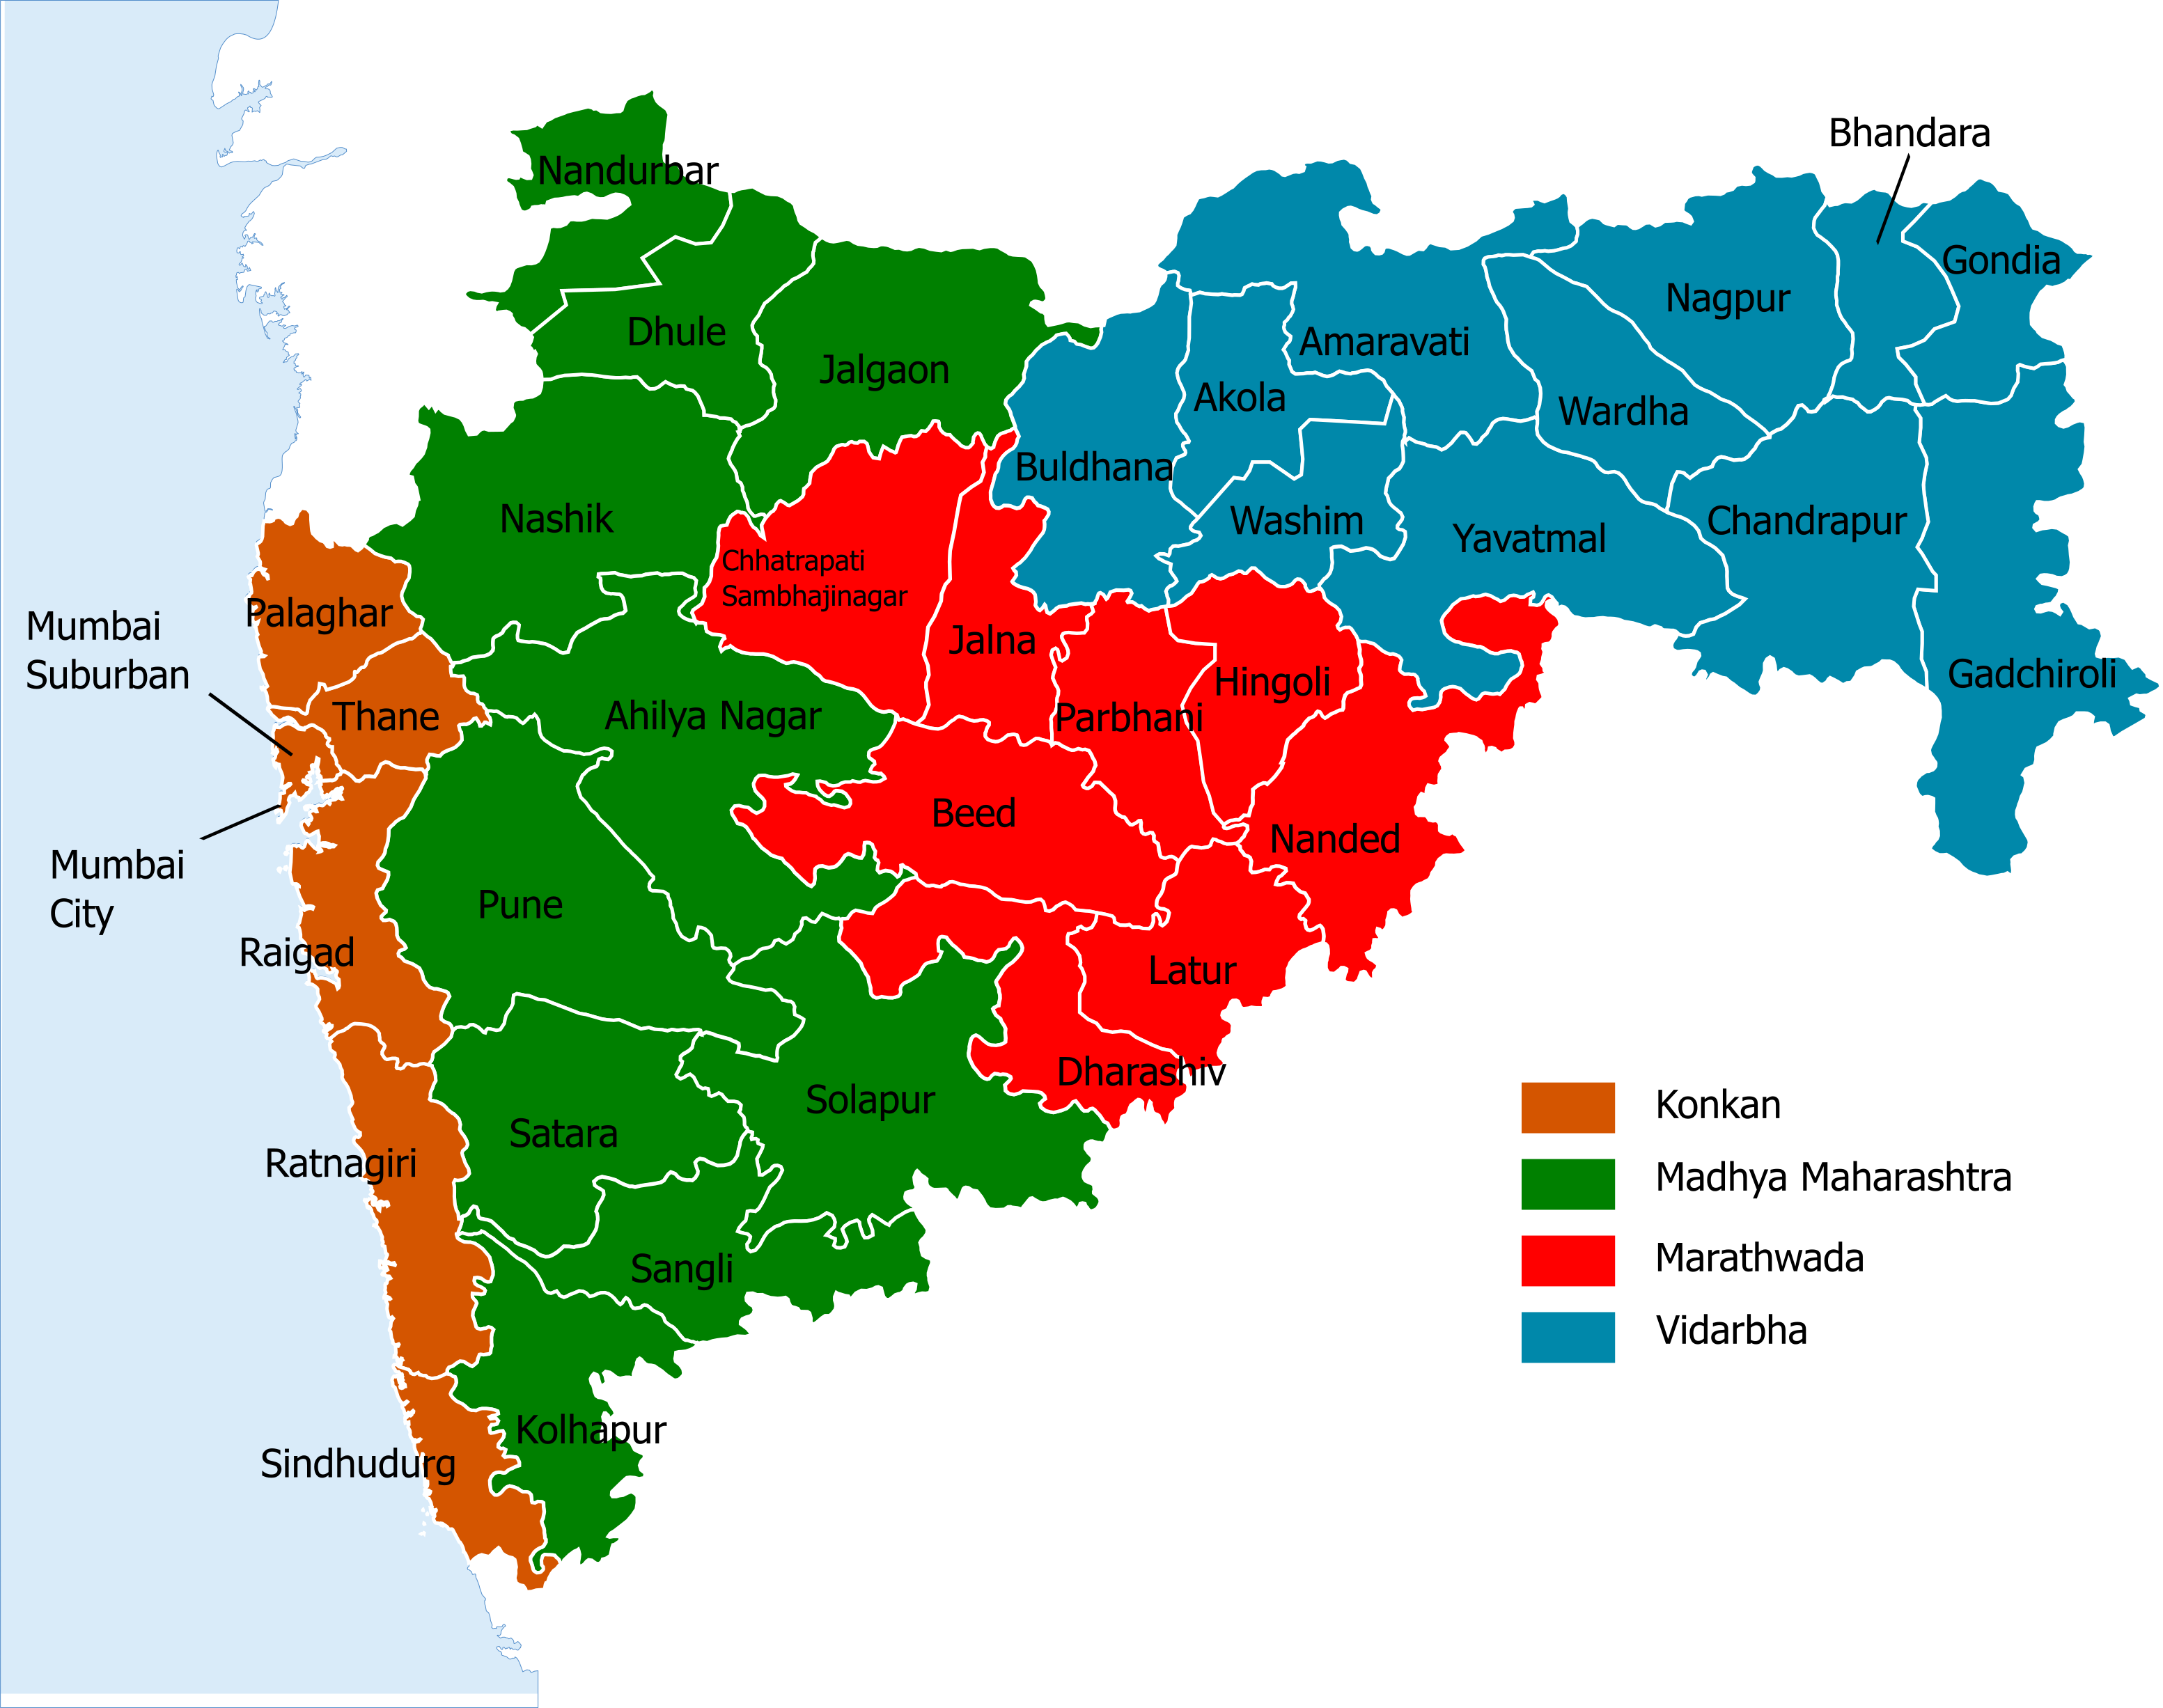 Bhandara
Nandurbar
Gondia
Nagpur
Dhule
Amaravati
Jalgaon
Akola
Wardha
Buldhana
Nashik
Washim
Yavatmal
Chandrapur
Chhatrapati
Sambhajinagar
Palaghar
Mumbai
Suburban
Jalna
Hingoli
Gadchiroli
Thane
Ahilya Nagar
Parbhani
Beed
Nanded
Mumbai
City
Pune
Raigad
Latur
Dharashiv
Solapur
Satara
Ratnagiri
Sangli
Kolhapur
Sindhudurg
Konkan
Madhya Maharashtra
Marathwada
Vidarbha